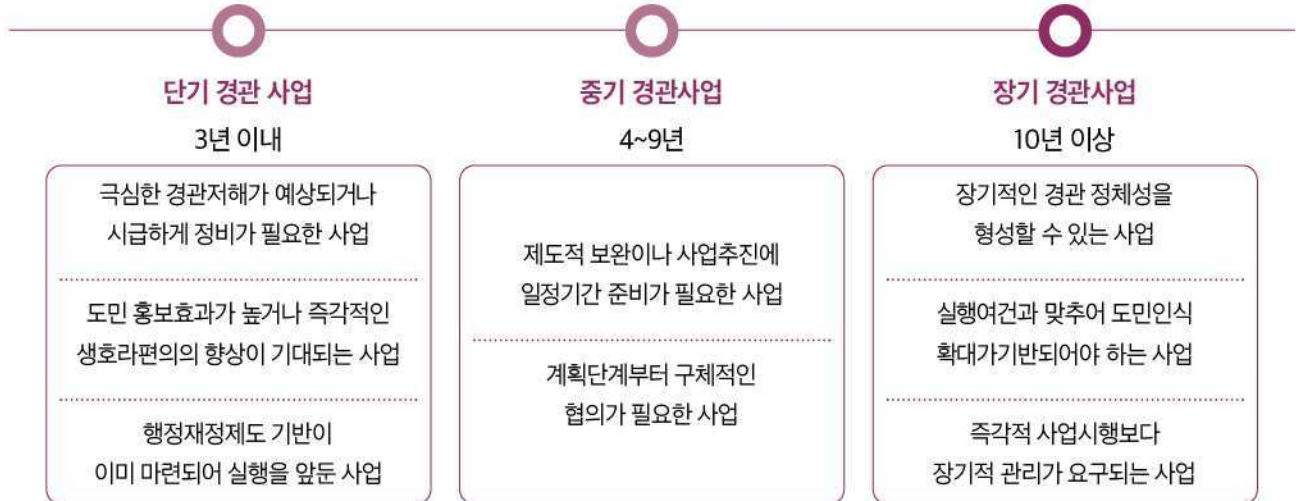 단기 경관 사업
3년 이내
극심한 경관저해가 예상되거나
시급하게 정비가 필요한 사업
도민 홍보효과가 높거나 즉각적인
생호라편의의 향상이 기대되는 사업
행정재정제도 기반이
이미 마련되어 실행을 앞둔 사업
중기 경관사업
4~9년
제도적 보완이나 사업추진에
일정기간 준비가 필요한 사업
계획단계부터 구체적인
협의가 필요한 사업
장기 경관사업
10년 이상
장기적인 경관 정체성을
형성할 수 있는 사업
실행여건과 맞추어 도민인식
확대가기반되어야 하는 사업
즉각적 사업시행보다
장기적 관리가 요구되는 사업